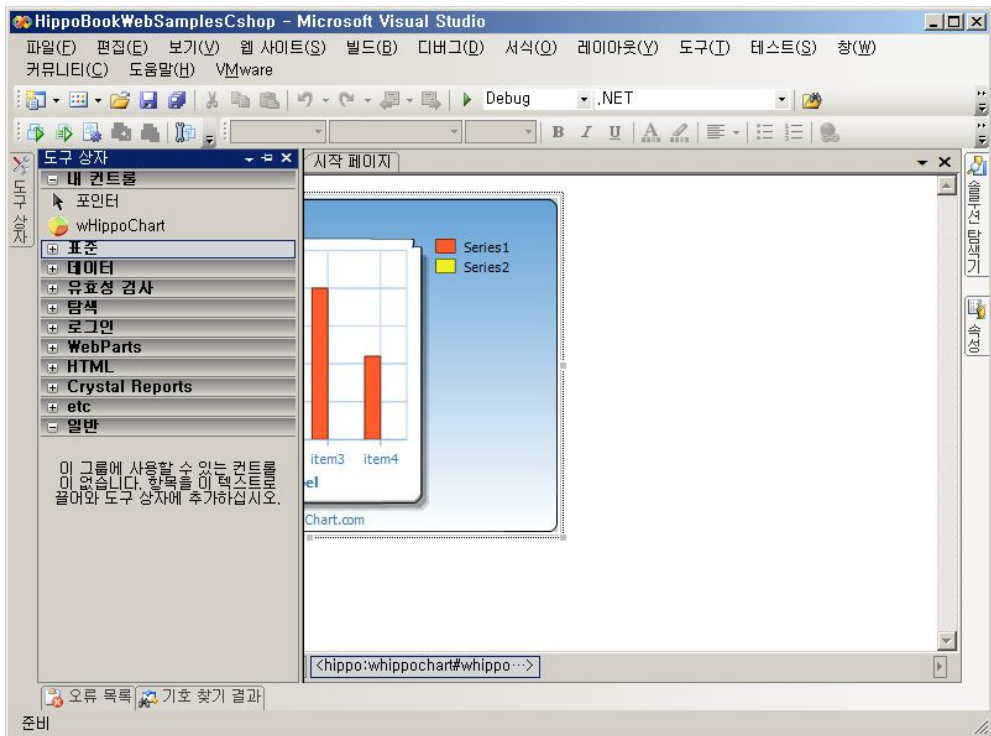 HippoBookWebSamplesCshop - Microsoft Visual Studio
파일(F) 편집(E) 보기(V) 웹 사이트(S) 빌드(B) 디버그(D) 서식(O) 레이아웃(Y) 도구(T) 테스트(S) 창(W)
커뮤니티(C) 도움말(H) VMware
Debug .NET
B I U A
도구 상자
시작 페이지
도구 상자
내 컨트롤
포인터
wHippoChart
표준
데이터
유효성 검사
탐색
로그인
WebParts
HTML
Crystal Reports
etc
일반
이 그룹에 사용할 수 있는 컨트롤
이 없습니다. 항목을 이 텍스트로
끌어와 도구 상자에 추가하십시오.
Series1
Series2
item3 item4
el
Chart.com
솔루션 탐색기
속성
<hippo:whippochart#whippo…>
오류 목록 기호 찾기 결과
준비